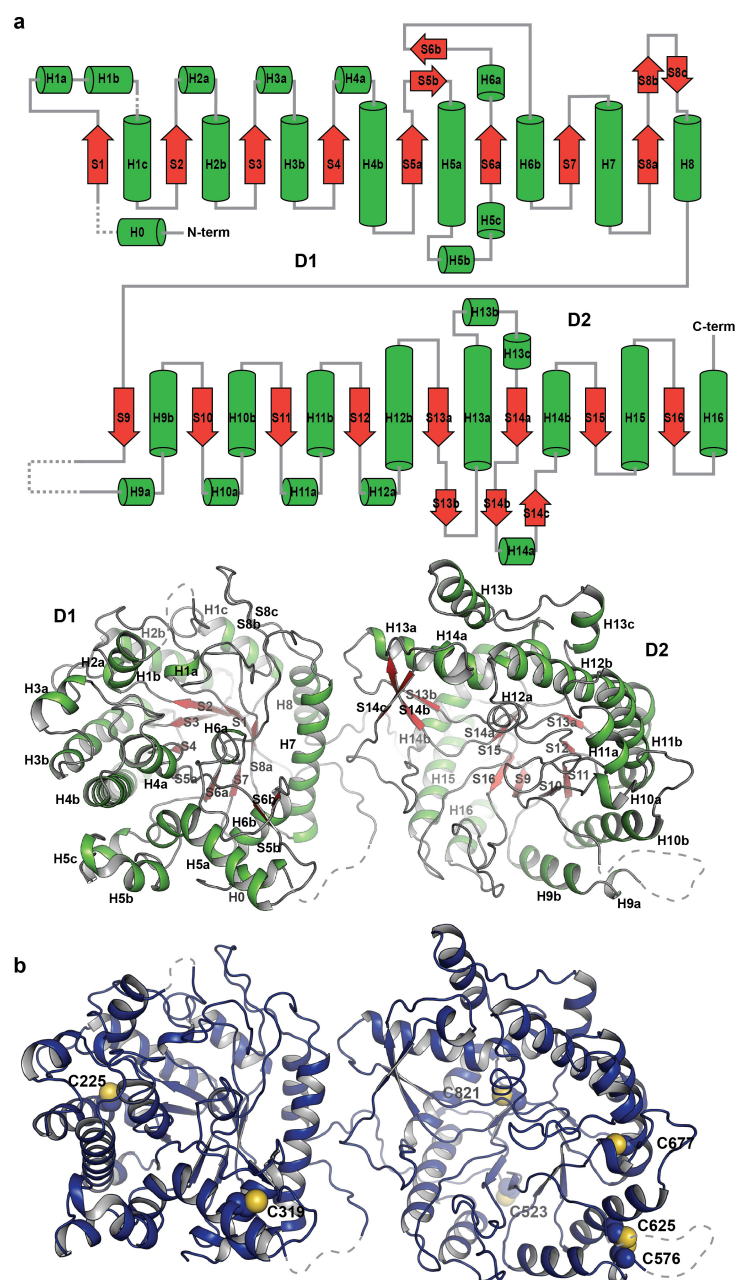 a
S6b
H1a H1b H2a H3a H4a S5b H6a S8b S8c
S1 H1c S2 H2b S3 H3b S4 H4b S5a H5a S6a H6b S7 H7 S8a H8
H0 N-term H5c
D1 H5b
H13b D2
C-term
H13c
S9 H9b S10 H10b S11 H11b S12 H12b S13a H13a S14a H14b S15 H15 S16 H16
H9a H10a H11a H12a S13b S14b S14c
H14a
D1 H1c S8c H13b
S8b H13c
H2b H13a H14a D2
H2a H1b H1a H12b
H3a H8 S13b H12a
S2 S1 S14c S14b S13a
S3 H6a H7 H14b S14a S12 H11a H11b
H3b S4 S15
S8a
H4a S5a S7 H15 S16 S9 S10 S11 H10a
H4b S6a S6b
H6b H16
S5b H10b
H5c H5a
H5b H0 H9b H9a
b
C225
C821
C677
C319 C523 C625
C576